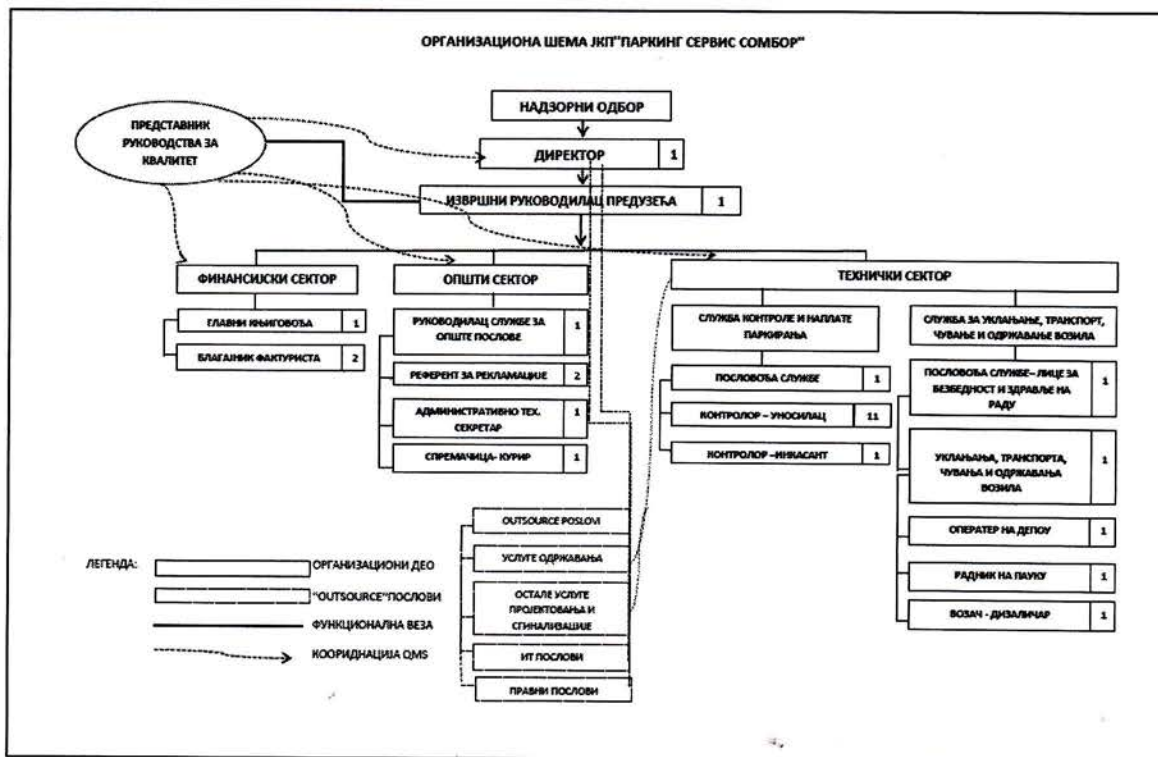 ОРГАНИЗАЦИОНА ШЕМА ЈКП"ПАРКИНГ СЕРВИС СОМБОР"
НАДЗОРНИ ОДБОР
ПРЕДСТАВНИК
РУКОВОДСТВА ЗА
КВАЛИТЕТ
ДИРЕКТОР 1
ИЗВРШНИ РУКОВОДИЛАЦ ПРЕДУЗЕЋА 1
ФИНАНСИЈСКИ СЕКТОР
ГЛАВНИ КЊИГОВОЂА 1
БЛАГАЈНИК ФАКТУРИСТА 2
ОПШТИ СЕКТОР
РУКОВОДИЛАЦ СЛУЖБЕ ЗА
ОПШТЕ ПОСЛОВЕ
1
РЕФЕРЕНТ ЗА РЕКЛАМАЦИЈЕ 2
АДМИНИСТРАТИВНО ТЕХ.
СЕКРЕТАР
1
СПРЕМАЧИЦА- КУРИР 1
ТЕХНИЧКИ СЕКТОР
СЛУЖБА КОНТРОЛЕ И НАПЛАТЕ
ПАРКИРАЊА
ПОСЛОВОЂА СЛУЖБЕ 1
КОНТРОЛОР – УНОСИЛАЦ 11
КОНТРОЛОР –ИНКАСАНТ 1
СЛУЖБА ЗА УКЛАЊАЊЕ, ТРАНСПОРТ,
ЧУВАЊЕ И ОДРЖАВАЊЕ ВОЗИЛА
ПОСЛОВОЂА СЛУЖБЕ– ЛИЦЕ ЗА
БЕЗБЕДНОСТ И ЗДРАВЉЕ НА
РАДУ
1
УКЛАЊАЊА, ТРАНСПОРТА,
ЧУВАЊА И ОДРЖАВАЊА
ВОЗИЛА
1
ОПЕРАТЕР НА ДЕПОУ 1
РАДНИК НА ПАУКУ 1
ВОЗАЧ - ДИЗАЛИЧАР 1
OUTSOURCE POSLOVI
УСЛУГЕ ОДРЖАВАЊА
ОСТАЛЕ УСЛУГЕ
ПРОЈЕКТОВАЊА И
СГИНАЛИЗАЦИЈЕ
ИТ ПОСЛОВИ
ПРАВНИ ПОСЛОВИ
ЛЕГЕНДА:
ОРГАНИЗАЦИОНИ ДЕО
"OUTSOURCE"ПОСЛОВИ
ФУНКЦИОНАЛНА ВЕЗА
КООРИДНАЦИЈА QMS